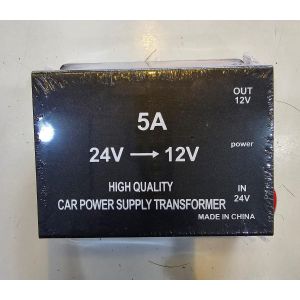 OUT
12V
5A
24V → 12V
power
HIGH QUALITY
CAR POWER SUPPLY TRANSFORMER
IN
24V
MADE IN CHINA